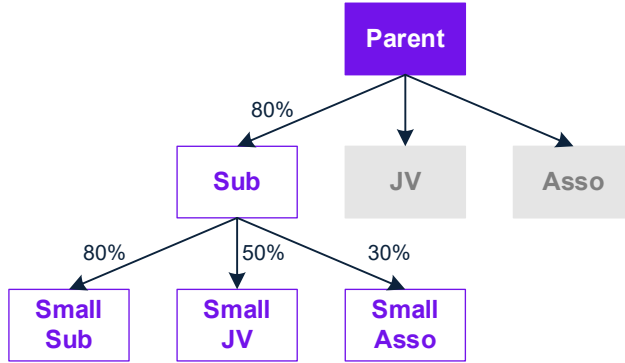 Parent
80%
Sub
JV
Asso
80%
50%
30%
Small
Sub
Small
JV
Small
Asso